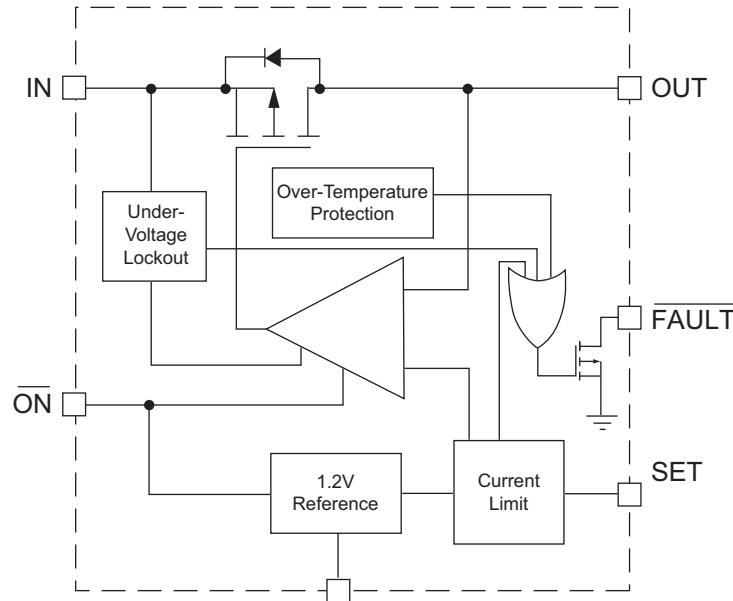 IN
OUT
Over-Temperature
Protection
Under-
Voltage
Lockout
FAULT
ON
SET
1.2V
Reference
Current
Limit